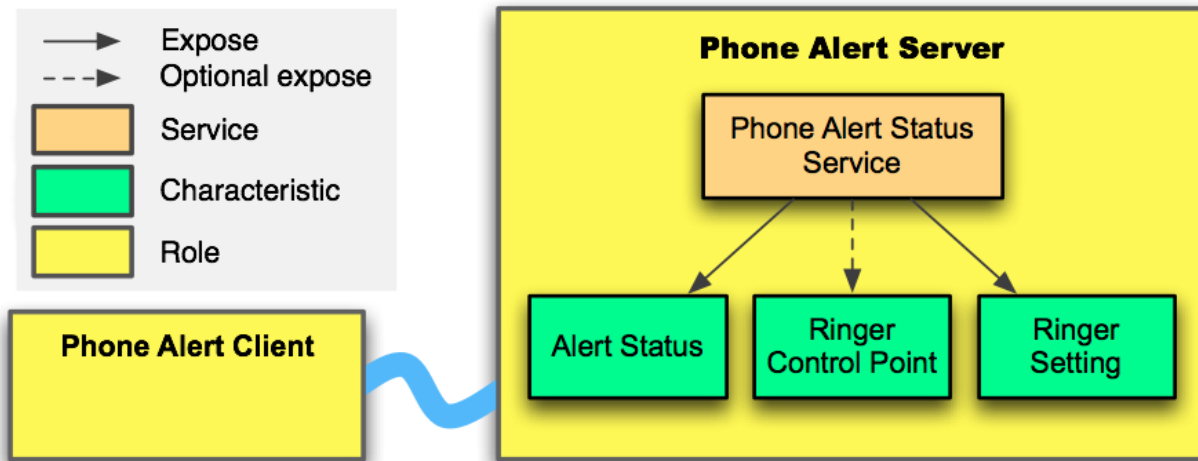 Expose
Optional expose
Service
Characteristic
Role
Phone Alert Client
Phone Alert Server
Phone Alert Status
Service
Alert Status
Ringer
Control Point
Ringer
Setting